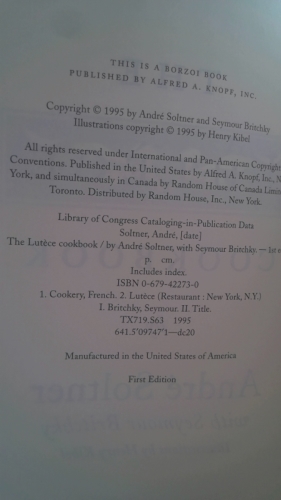 THIS IS A BORZOI BOOK
PUBLISHED BY ALFRED A. KNOPF, INC.
Copyright © 1995 by André Soltner and Seymour Britchky
Illustrations copyright © 1995 by Henry Kibel
All rights reserved under International and Pan-American Copyright
Conventions. Published in the United States by Alfred A. Knopf, Inc., N
York, and simultaneously in Canada by Random House of Canada Limit
Toronto. Distributed by Random House, Inc., New York.
Library of Congress Cataloging-in-Publication Data
Soltner, André, [date]
The Lutèce cookbook / by André Soltner, with Seymour Britchky. — 1st e
p. cm.
Includes index.
ISBN 0-679-42273-0
1. Cookery, French. 2. Lutèce (Restaurant : New York, N.Y.)
I. Britchky, Seymour. II. Title.
TX719.S63 1995
641.5'09747'1—dc20
Manufactured in the United States of America
First Edition
André Soltner
with Seymour Britchky